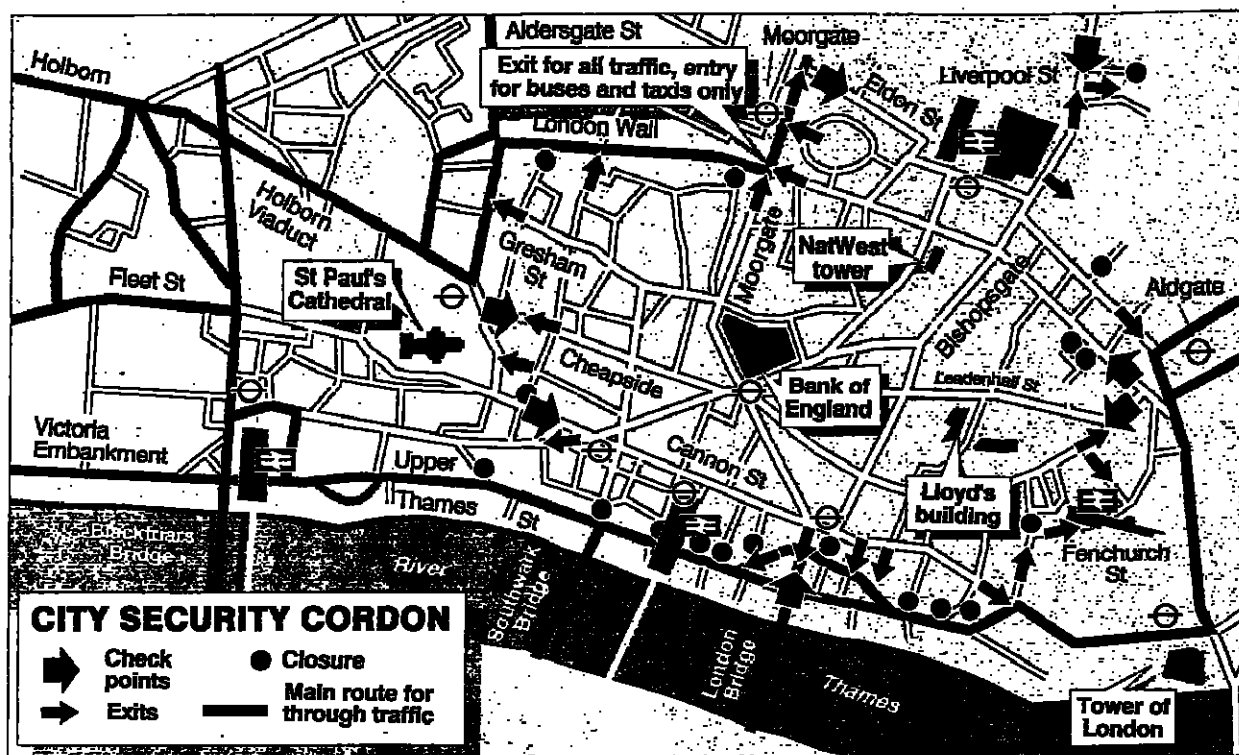 Aldersgate St
Moorgate
Holborn
Exit for all traffic, entry
for buses and taxis only
Liverpool St
Eldon St
London Wall
Holborn
Viaduct
Gresham
St
Moorgate
NatWest
tower
Fleet St
St Paul's
Cathedral
Bishopsgate
Aldgate
Cheapside
Leadenhall St
Bank of
England
Victoria
Embankment
Upper
Thames
St
Cannon St
Lloyd's
building
Fenchurch
St
Blackfriars
Bridge
River
Southwark
Bridge
London
Bridge
Thames
Tower of
London
CITY SECURITY CORDON
Check
points
Closure
Exits
Main route for
through traffic